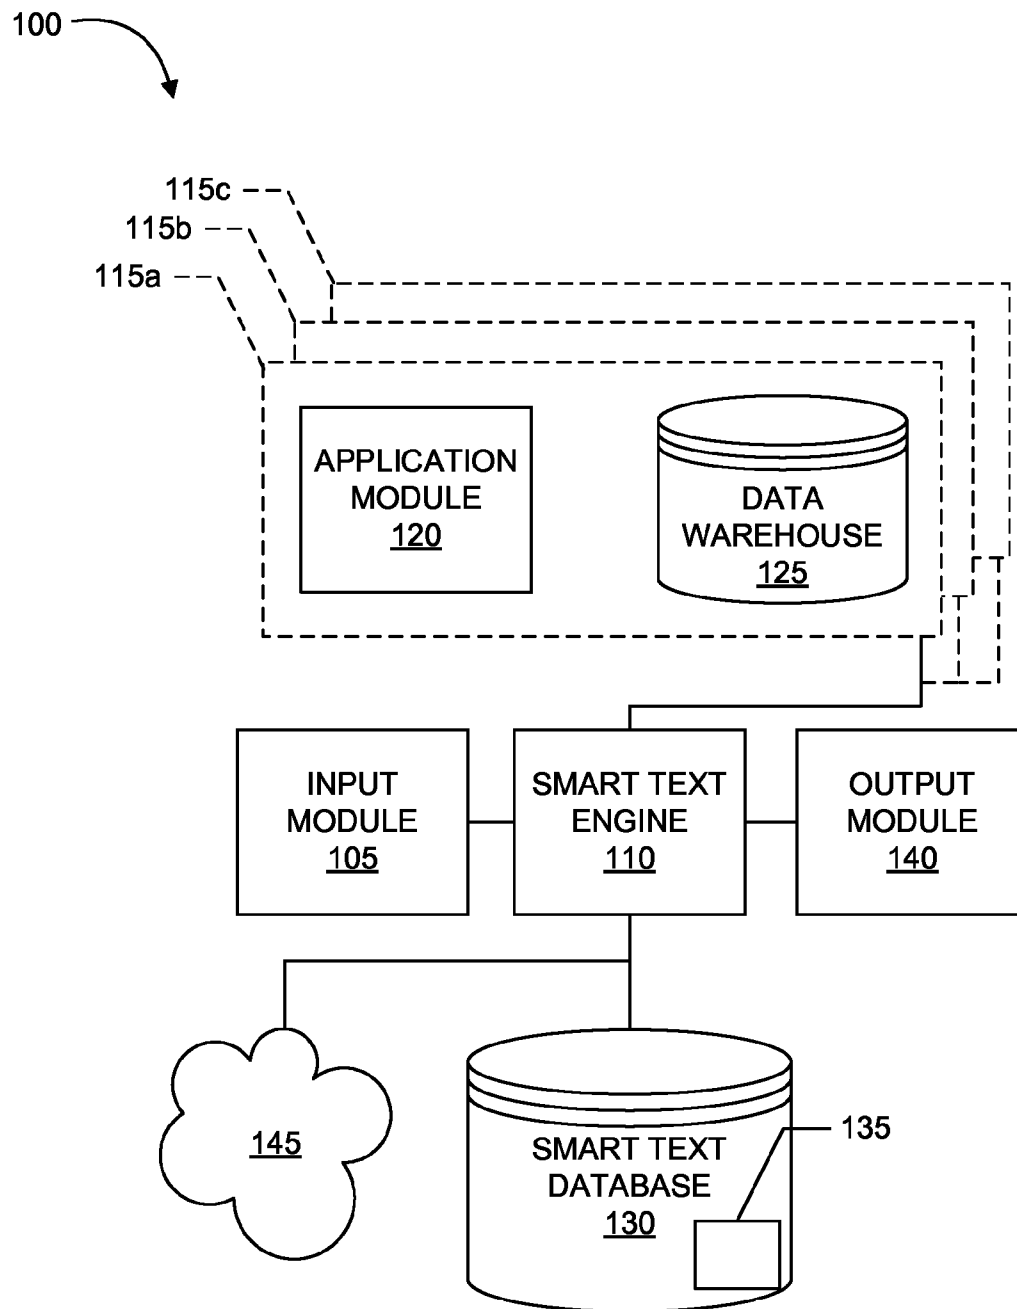 100
115c
115b
115a
APPLICATION
MODULE
120
DATA
WAREHOUSE
125
INPUT
MODULE
105
SMART TEXT
ENGINE
110
OUTPUT
MODULE
140
145
SMART TEXT
DATABASE
130
135